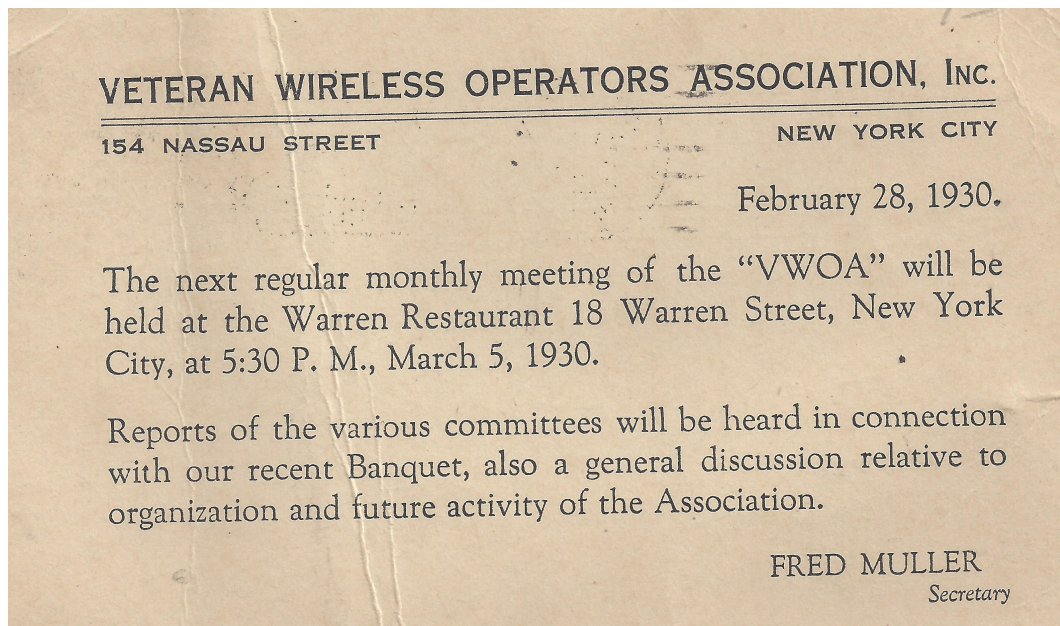 VETERAN WIRELESS OPERATORS ASSOCIATION, INC.
154 NASSAU STREET
NEW YORK CITY
February 28, 1930.
The next regular monthly meeting of the “VWOA” will be
held at the Warren Restaurant 18 Warren Street, New York
City, at 5:30 P. M., March 5, 1930.
Reports of the various committees will be heard in connection
with our recent Banquet, also a general discussion relative to
organization and future activity of the Association.
FRED MULLER
Secretary